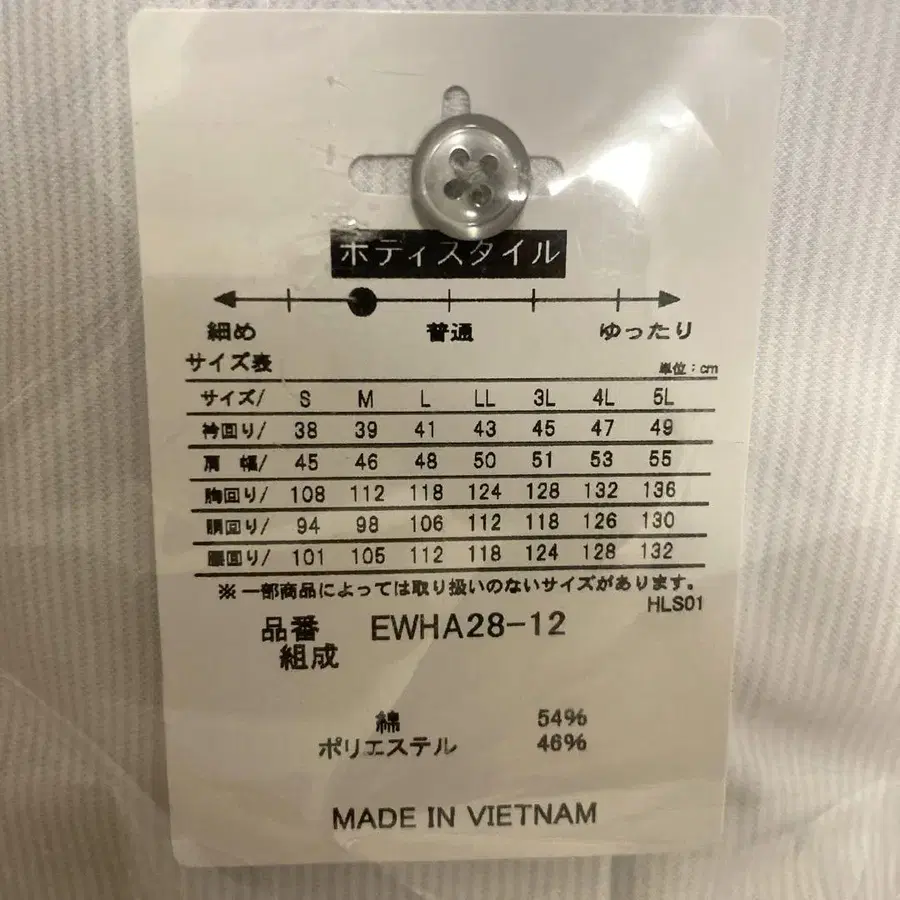 ボディスタイル
細め 普通 ゆったり
サイズ表 単位：cm
サイズ/ S M L LL 3L 4L 5L
衿回り/ 38 39 41 43 45 47 49
肩 幅/ 45 46 48 50 51 53 55
胸回り/ 108 112 118 124 128 132 136
胴回り/ 94 98 106 112 118 126 130
腰回り/ 101 105 112 118 124 128 132
※一部商品によっては取り扱いのないサイズがあります。
HLS01
品番 EWHA28-12
組成
綿 54%
ポリエステル 46%
MADE IN VIETNAM